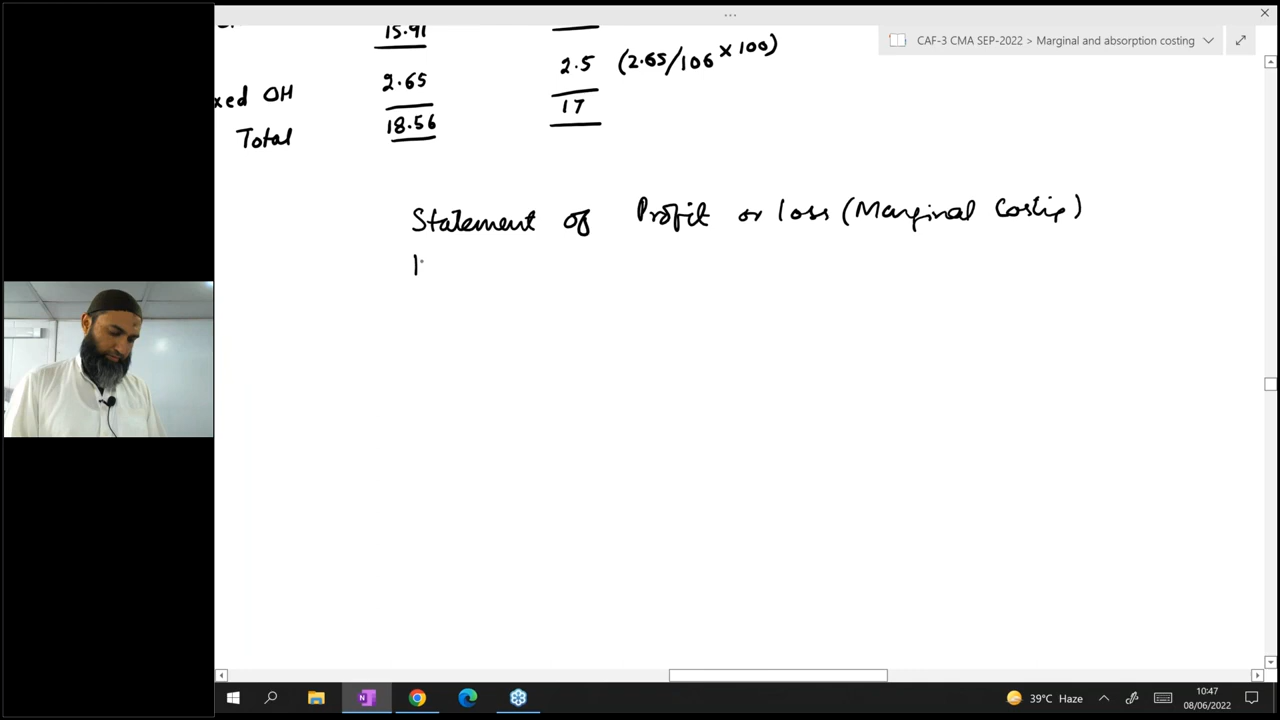 CAF-3 CMA SEP-2022 > Marginal and absorption costing
15.91
2.5 (2.65/106 × 100)
xed OH 2.65
17
Total 18.56
Statement of Profit or loss (Marginal Costing)
39°C Haze
10:47
08/06/2022